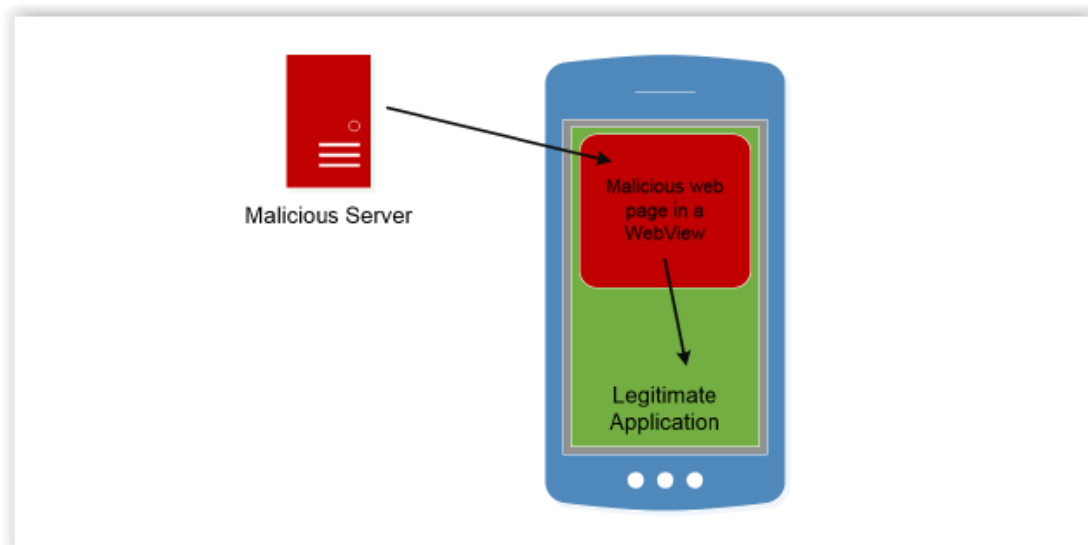 Malicious Server
Malicious web
page in a
WebView
Legitimate
Application